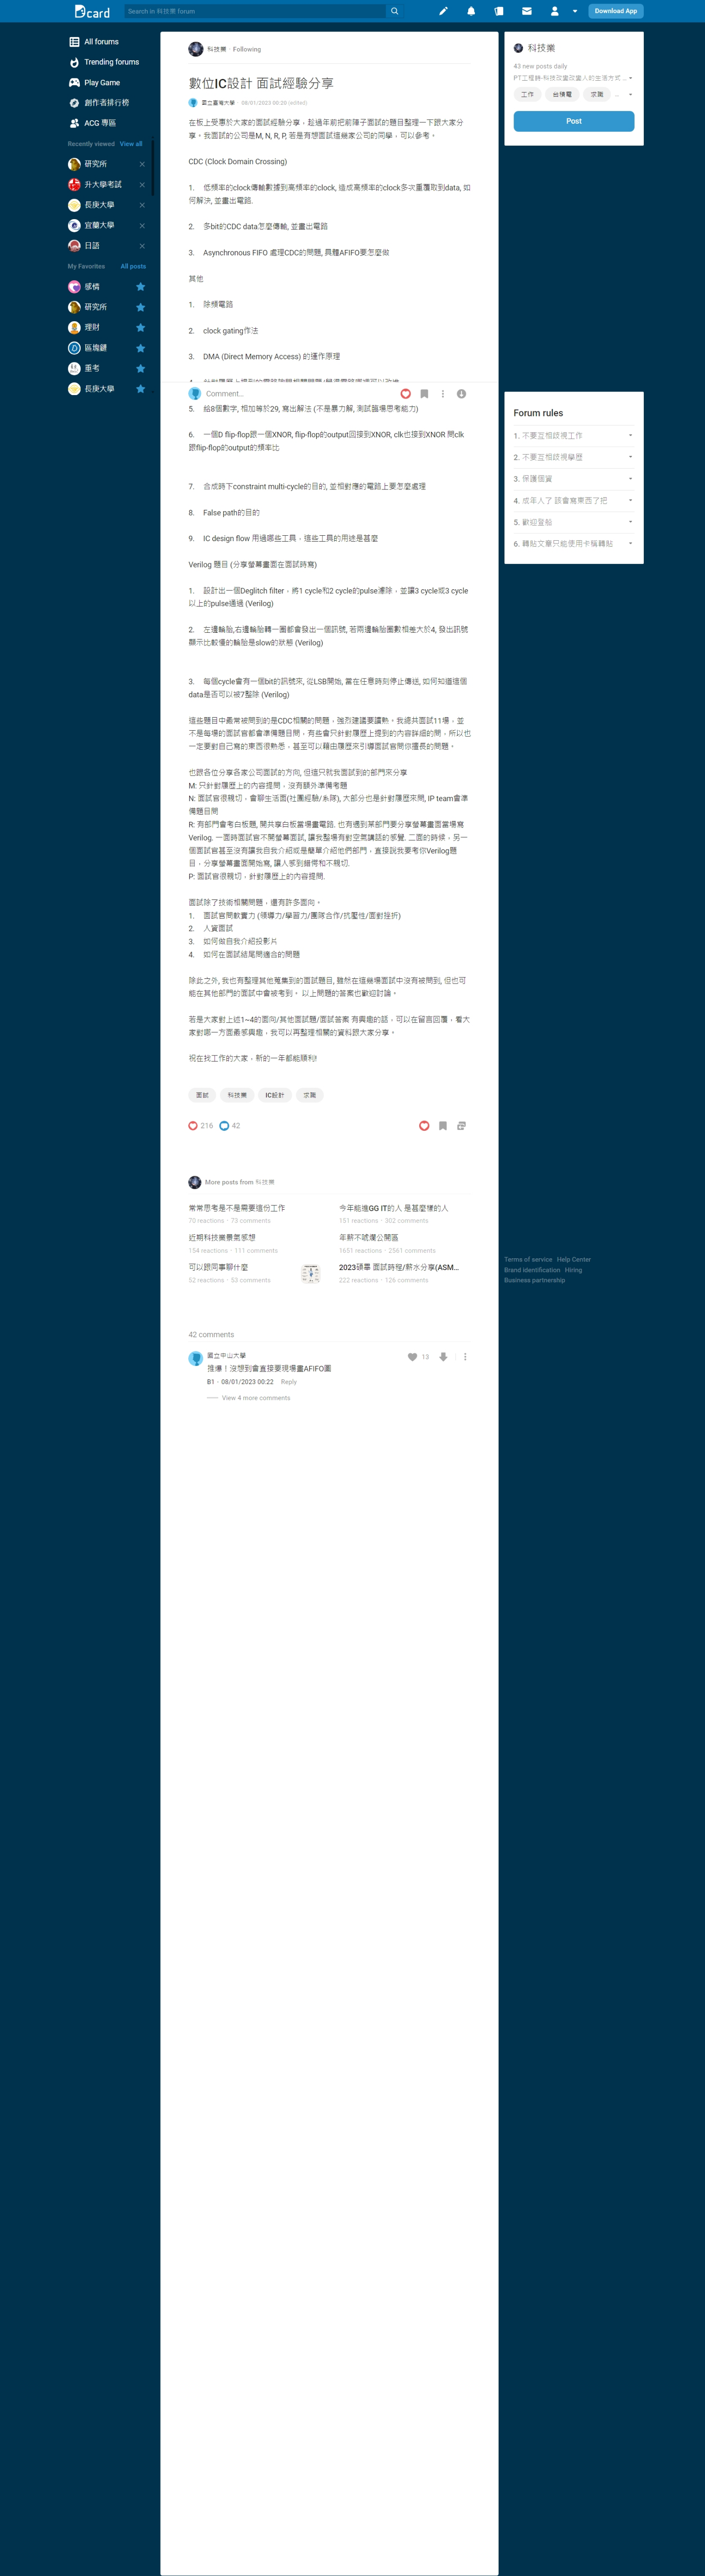 Dcard
Search in 科技業 forum
Download App
All forums
Trending forums
Play Game
創作者排行榜
ACG 專區
Recently viewed View all
研究所
升大學考試
長庚大學
宜蘭大學
日語
My Favorites All posts
感情
研究所
理財
區塊鏈
重考
長庚大學
科技業 · Following
數位IC設計 面試經驗分享
國立臺灣大學 · 08/01/2023 00:20 (edited)
在板上受惠於大家的面試經驗分享，趁過年前把前陣子面試的題目整理一下跟大家分
享。我面試的公司是M, N, R, P, 若是有想面試這幾家公司的同學，可以參考。
CDC (Clock Domain Crossing)
1. 低頻率的clock傳輸數據到高頻率的clock, 造成高頻率的clock多次重覆取到data, 如
何解決, 並畫出電路.
2. 多bit的CDC data怎麼傳輸, 並畫出電路
3. Asynchronous FIFO 處理CDC的問題, 具體AFIFO要怎麼做
其他
1. 除頻電路
2. clock gating作法
3. DMA (Direct Memory Access) 的運作原理
Comment...
5. 給8個數字, 相加等於29, 寫出解法 (不是暴力解, 測試臨場思考能力)
6. 一個D flip-flop跟一個XNOR, flip-flop的output回接到XNOR, clk也接到XNOR 問clk
跟flip-flop的output的頻率比
7. 合成時下constraint multi-cycle的目的, 並相對應的電路上要怎麼處理
8. False path的目的
9. IC design flow 用過哪些工具，這些工具的用途是甚麼
Verilog 題目 (分享螢幕畫面在面試時寫)
1. 設計出一個Deglitch filter，將1 cycle和2 cycle的pulse濾除，並讓3 cycle或3 cycle
以上的pulse通過 (Verilog)
2. 左邊輪胎,右邊輪胎轉一圈都會發出一個訊號, 若兩邊輪胎圈數相差大於4, 發出訊號
顯示比較慢的輪胎是slow的狀態 (Verilog)
3. 每個cycle會有一個bit的訊號來, 從LSB開始, 當在任意時刻停止傳送, 如何知道這個
data是否可以被7整除 (Verilog)
這些題目中最常被問到的是CDC相關的問題，強烈建議要讀熟。我總共面試11場，並
不是每場的面試官都會準備題目問，有些會只針對履歷上提到的內容詳細的問，所以也
一定要對自己寫的東西很熟悉，甚至可以藉由履歷來引導面試官問你擅長的問題。
也跟各位分享各家公司面試的方向, 但這只就我面試到的部門來分享
M: 只針對履歷上的內容提問，沒有額外準備考題
N: 面試官很親切，會聊生活面(社團經驗/系隊), 大部分也是針對履歷來問, IP team會準
備題目問
R: 有部門會考白板題, 開共享白板當場畫電路. 也有遇到某部門要分享螢幕畫面當場寫
Verilog. 一面時面試官不開螢幕面試, 讓我整場有對空氣講話的感覺. 二面的時候，另一
個面試官甚至沒有讓我自我介紹或是簡單介紹他們部門，直接說我要考你Verilog題
目，分享螢幕畫面開始寫, 讓人感到錯愕和不親切.
P: 面試官很親切，針對履歷上的內容提問.
面試除了技術相關問題，還有許多面向。
1. 面試官問軟實力 (領導力/學習力/團隊合作/抗壓性/面對挫折)
2. 人資面試
3. 如何做自我介紹投影片
4. 如何在面試結尾問適合的問題
除此之外, 我也有整理其他蒐集到的面試題目, 雖然在這幾場面試中沒有被問到, 但也可
能在其他部門的面試中會被考到。 以上問題的答案也歡迎討論。
若是大家對上述1~4的面向/其他面試題/面試答案 有興趣的話，可以在留言回覆，看大
家對哪一方面最感興趣，我可以再整理相關的資料跟大家分享。
祝在找工作的大家，新的一年都能順利!
面試 科技業 IC設計 求職
216 42
More posts from 科技業
常常思考是不是需要這份工作
70 reactions · 73 comments
今年能進GG IT的人 是甚麼樣的人
151 reactions · 302 comments
近期科技業景氣感想
154 reactions · 111 comments
年薪不唬爛公開區
1651 reactions · 2561 comments
可以跟同事聊什麼
52 reactions · 53 comments
2023頭畢 面試時程/薪水分享(ASM...
222 reactions · 126 comments
42 comments
國立中山大學
13
推爆！沒想到會直接要現場畫AFIFO圖
B1 · 08/01/2023 00:22 Reply
View 4 more comments
科技業
43 new posts daily
PT工程師-科技改變改變人的生活方式 ...
工作 台積電 求職 ...
Post
Forum rules
1. 不要互相歧視工作
2. 不要互相歧視學歷
3. 保護個資
4. 成年人了 該會寫東西了把
5. 歡迎登船
6. 轉貼文章只能使用卡稱轉貼
Terms of service Help Center
Brand identification Hiring
Business partnership